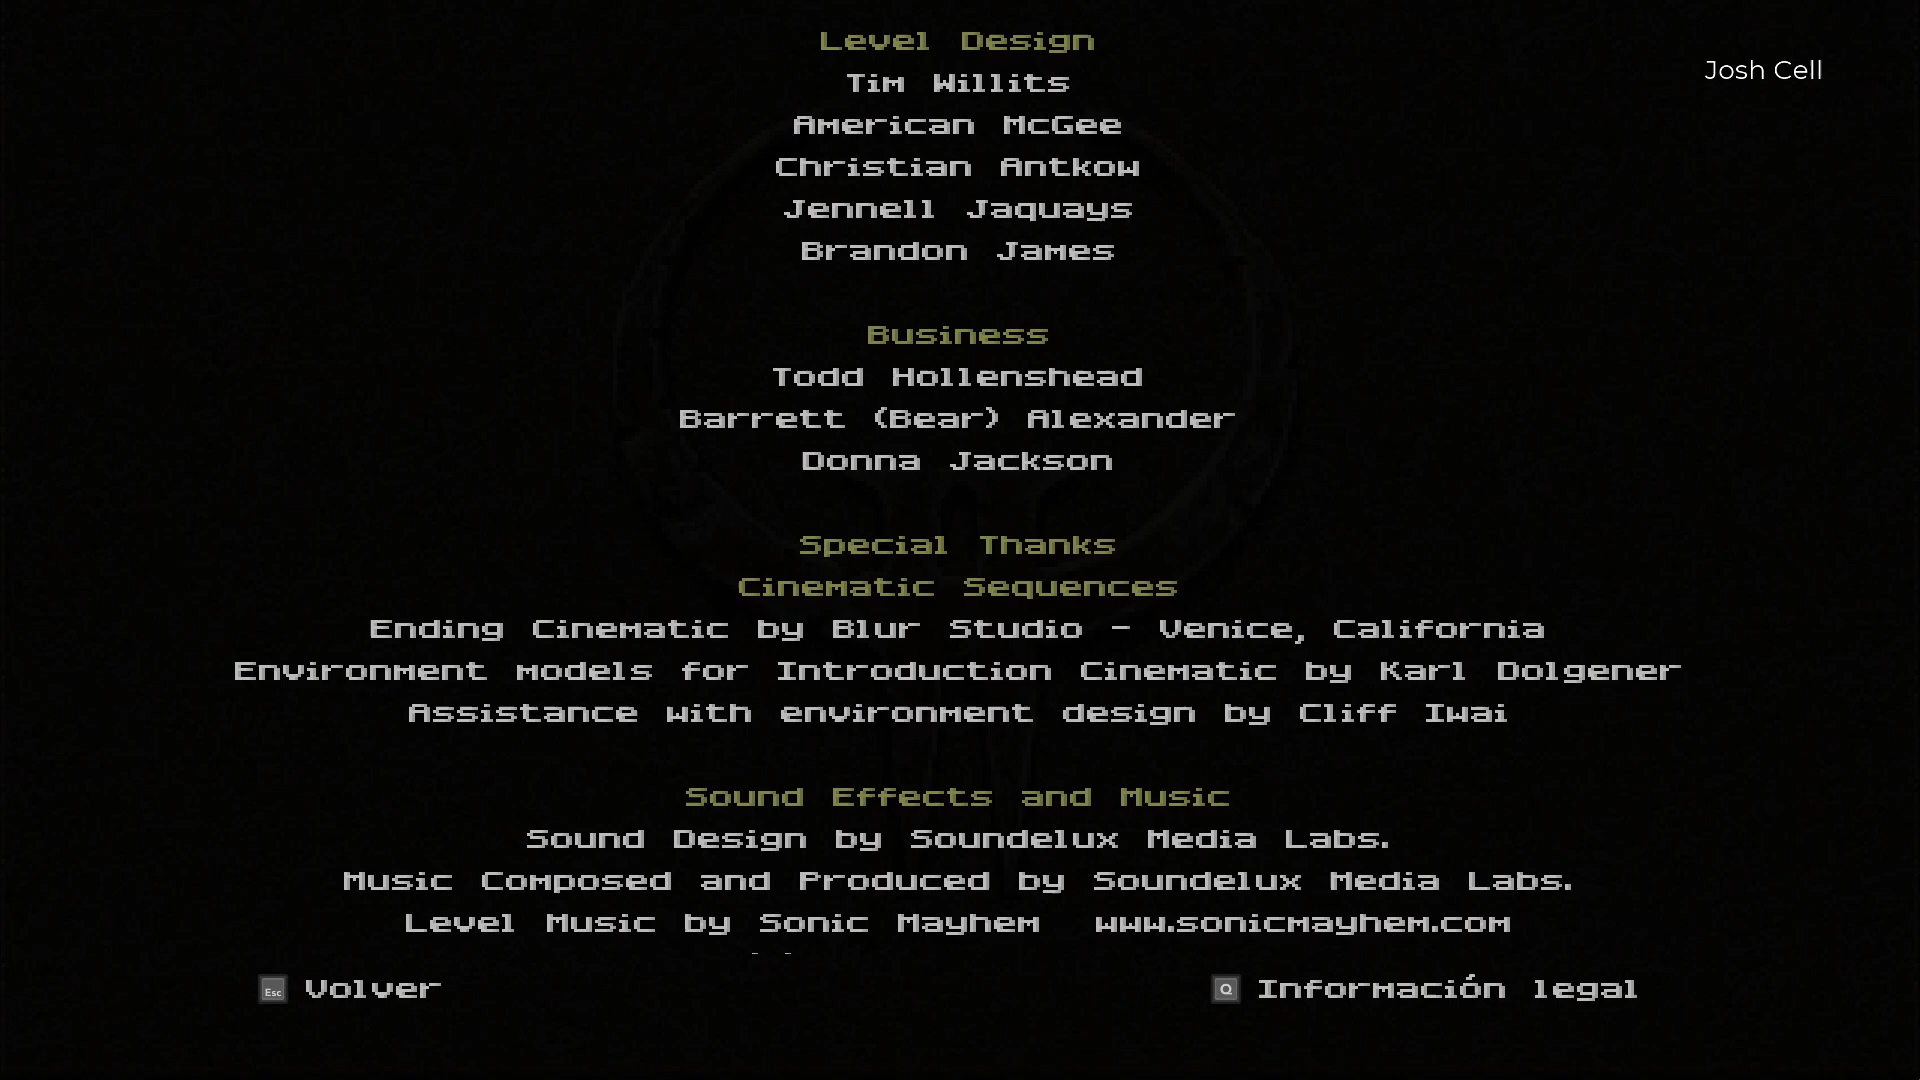 Level Design
Josh Cell
Tim Willits
American McGee
Christian Antkow
Jennell Jaquays
Brandon James
Business
Todd Hollenshead
Barrett (Bear) Alexander
Donna Jackson
Special Thanks
Cinematic Sequences
Ending Cinematic by Blur Studio - Venice, California
Environment models for Introduction Cinematic by Karl Dolgener
Assistance with environment design by Cliff Iwai
Sound Effects and Music
Sound Design by Soundelux Media Labs.
Music Composed and Produced by Soundelux Media Labs.
Level Music by Sonic Mayhem www.sonicmayhem.com
Esc Volver
Q Información legal